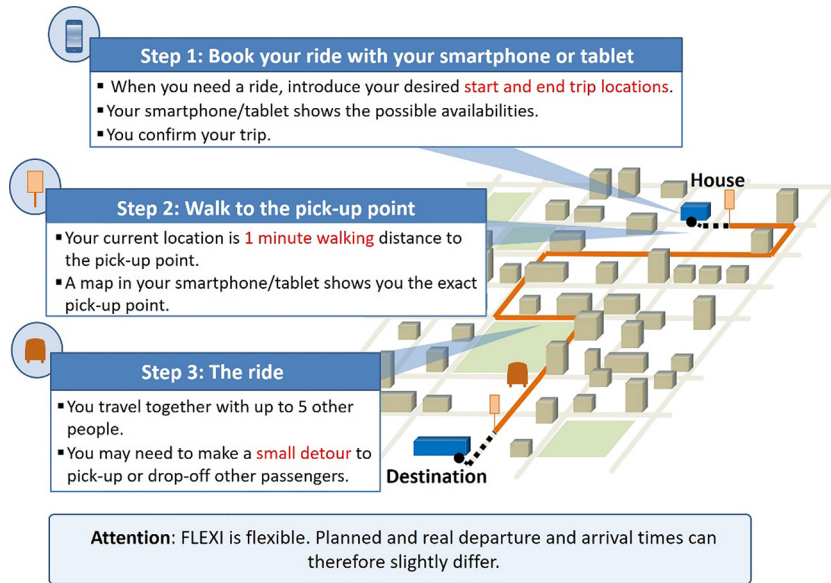 Step 1: Book your ride with your smartphone or tablet
▪ When you need a ride, introduce your desired start and end trip locations.
▪ Your smartphone/tablet shows the possible availabilities.
▪ You confirm your trip.
House
Step 2: Walk to the pick-up point
▪ Your current location is 1 minute walking distance to
the pick-up point.
▪ A map in your smartphone/tablet shows you the exact
pick-up point.
Step 3: The ride
▪ You travel together with up to 5 other
people.
▪ You may need to make a small detour to
pick-up or drop-off other passengers.
Destination
Attention: FLEXI is flexible. Planned and real departure and arrival times can
therefore slightly differ.